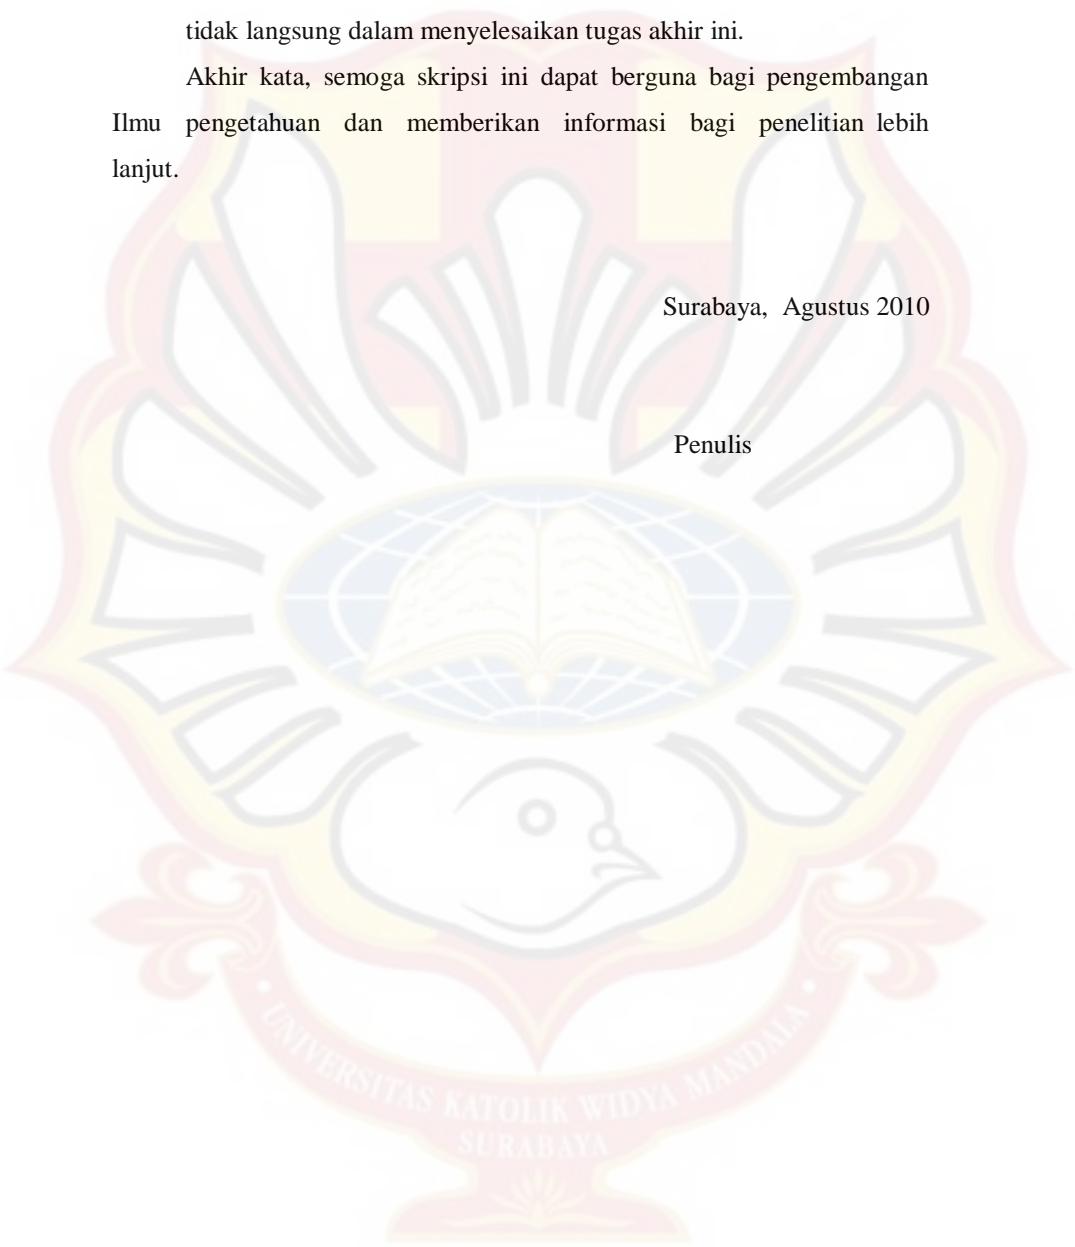 tidak langsung dalam menyelesaikan tugas akhir ini.
Akhir kata, semoga skripsi ini dapat berguna bagi pengembangan
Ilmu pengetahuan dan memberikan informasi bagi penelitian lebih
lanjut.
Surabaya, Agustus 2010
Penulis
UNIVERSITAS KATOLIK WIDYA MANDALA
SURABAYA